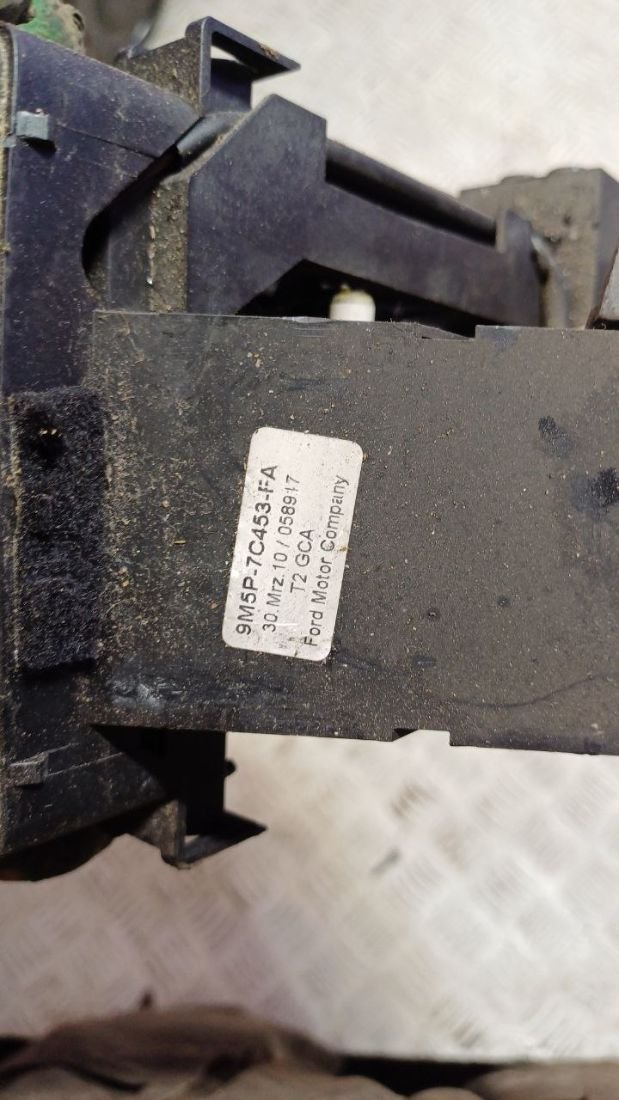 9M5P-7C453-FA
30. Mrz.10 / 058917
T2 GCA
Ford Motor Company